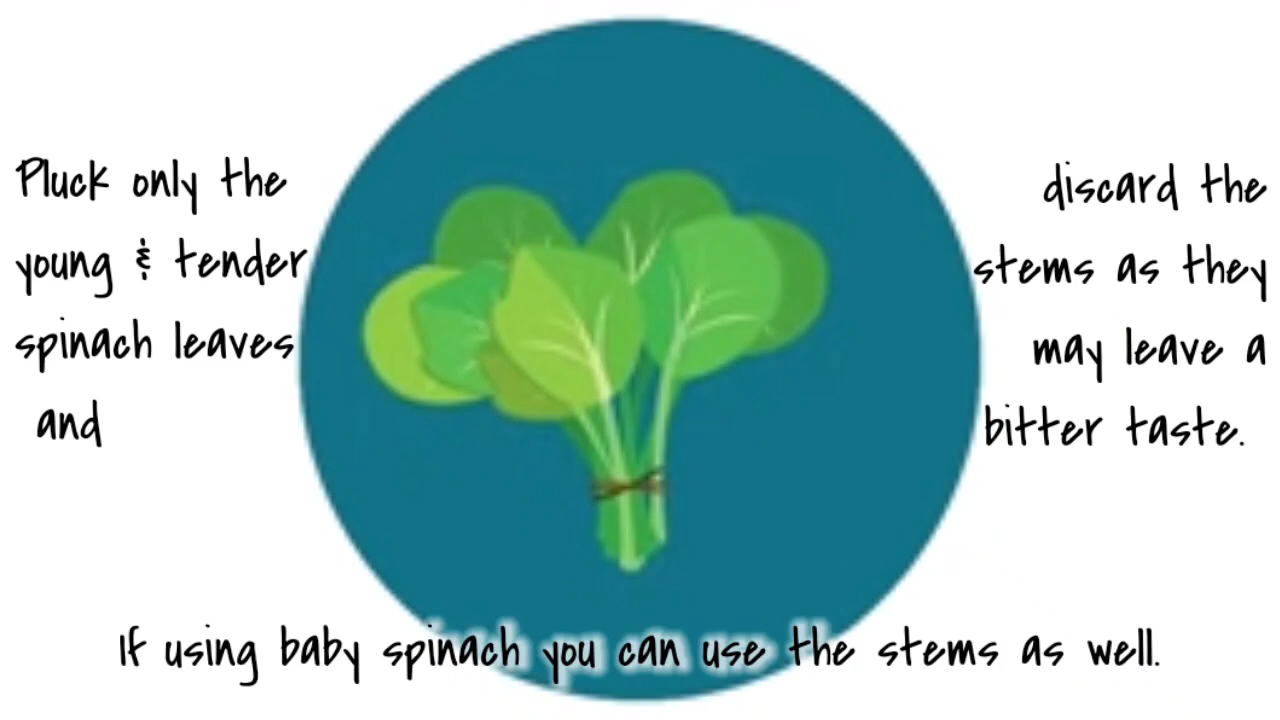 Pluck only the
young & tender
spinach leaves
and
discard the
stems as they
may leave a
bitter taste.
If using baby spinach you can use the stems as well.